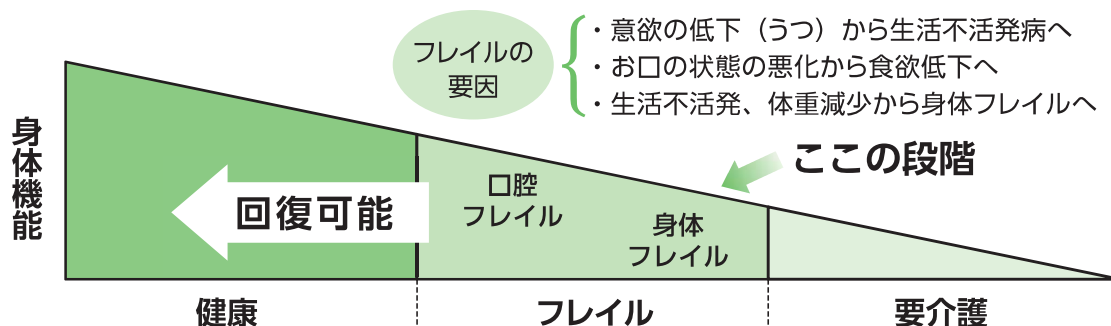 フレイルの
要因
・意欲の低下（うつ）から生活不活発病へ
・お口の状態の悪化から食欲低下へ
・生活不活発、体重減少から身体フレイルへ
ここの段階
身体機能
回復可能
口腔
フレイル
身体
フレイル
健康
フレイル
要介護